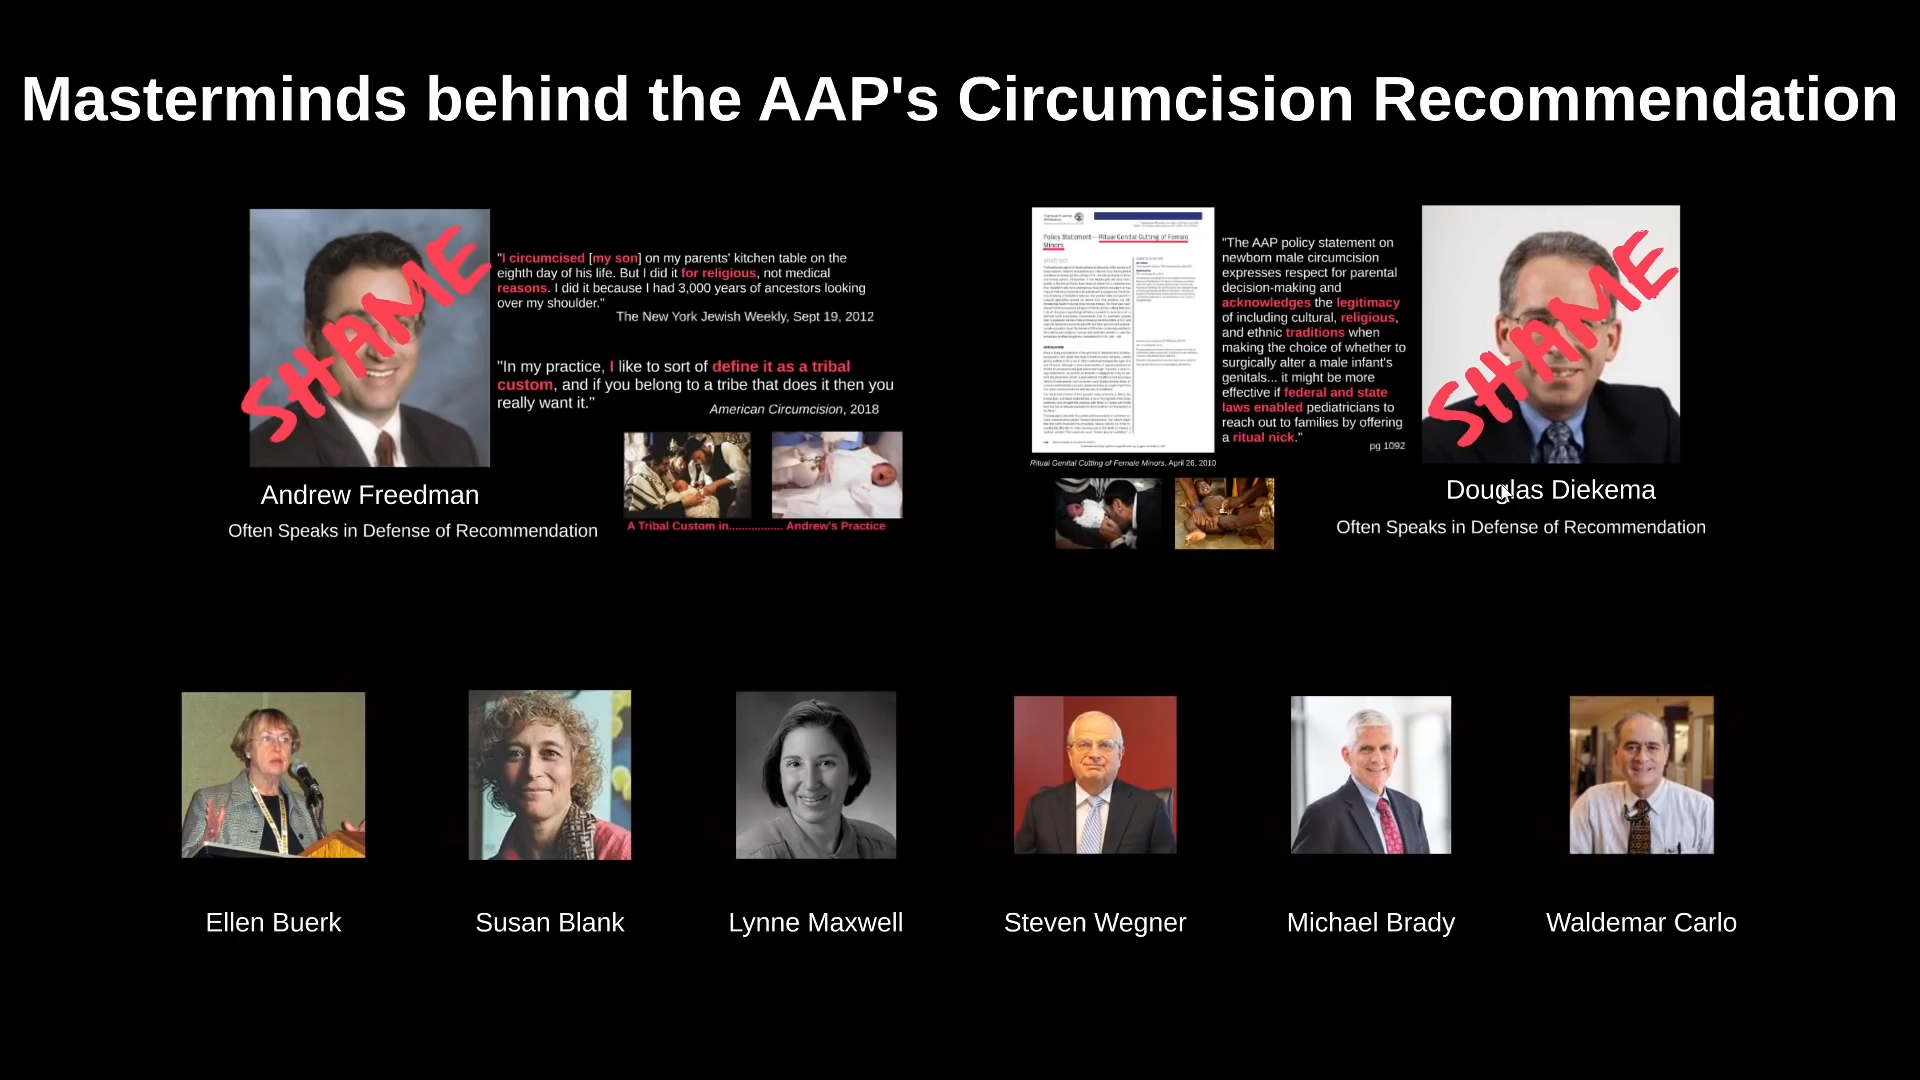 Masterminds behind the AAP's Circumcision Recommendation
SHAME
"I circumcised [my son] on my parents' kitchen table on the
eighth day of his life. But I did it for religious, not medical
reasons. I did it because I had 3,000 years of ancestors looking
over my shoulder."
The New York Jewish Weekly, Sept 19, 2012
"In my practice, I like to sort of define it as a tribal
custom, and if you belong to a tribe that does it then you
really want it."
American Circumcision, 2018
A Tribal Custom in................. Andrew's Practice
Andrew Freedman
Often Speaks in Defense of Recommendation
Policy Statement—Ritual Genital Cutting of Female
Minors
abstract
Ritual Genital Cutting of Female Minors, April 26, 2010
"The AAP policy statement on
newborn male circumcision
expresses respect for parental
decision-making and
acknowledges the legitimacy
of including cultural, religious,
and ethnic traditions when
making the choice of whether to
surgically alter a male infant's
genitals... it might be more
effective if federal and state
laws enabled pediatricians to
reach out to families by offering
a ritual nick."
pg 1092
SHAME
Douglas Diekema
Often Speaks in Defense of Recommendation
Ellen Buerk
Susan Blank
Lynne Maxwell
Steven Wegner
Michael Brady
Waldemar Carlo